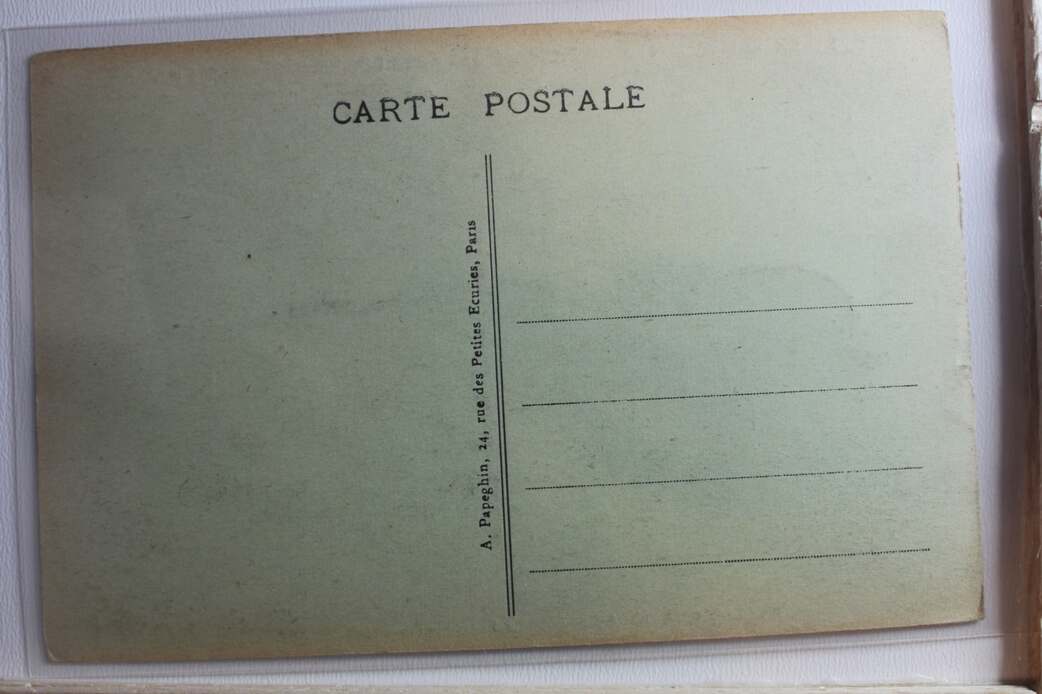 CARTE POSTALE
A. Papeghin, 24, rue des Petites Ecuries, Paris